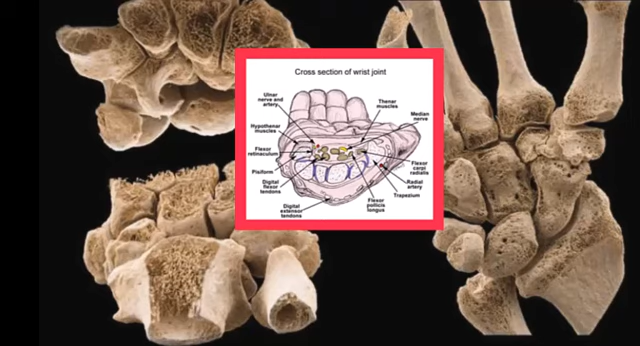 Cross section of wrist joint
Ulnar
nerve and
artery
Hypothenar
muscles
Flexor
retinaculum
Pisiform
Digital
flexor
tendons
Digital
extensor
tendons
Thenar
muscles
Median
nerve
Flexor
carpi
radialis
Radial
artery
Trapezium
Flexor
pollicis
longus